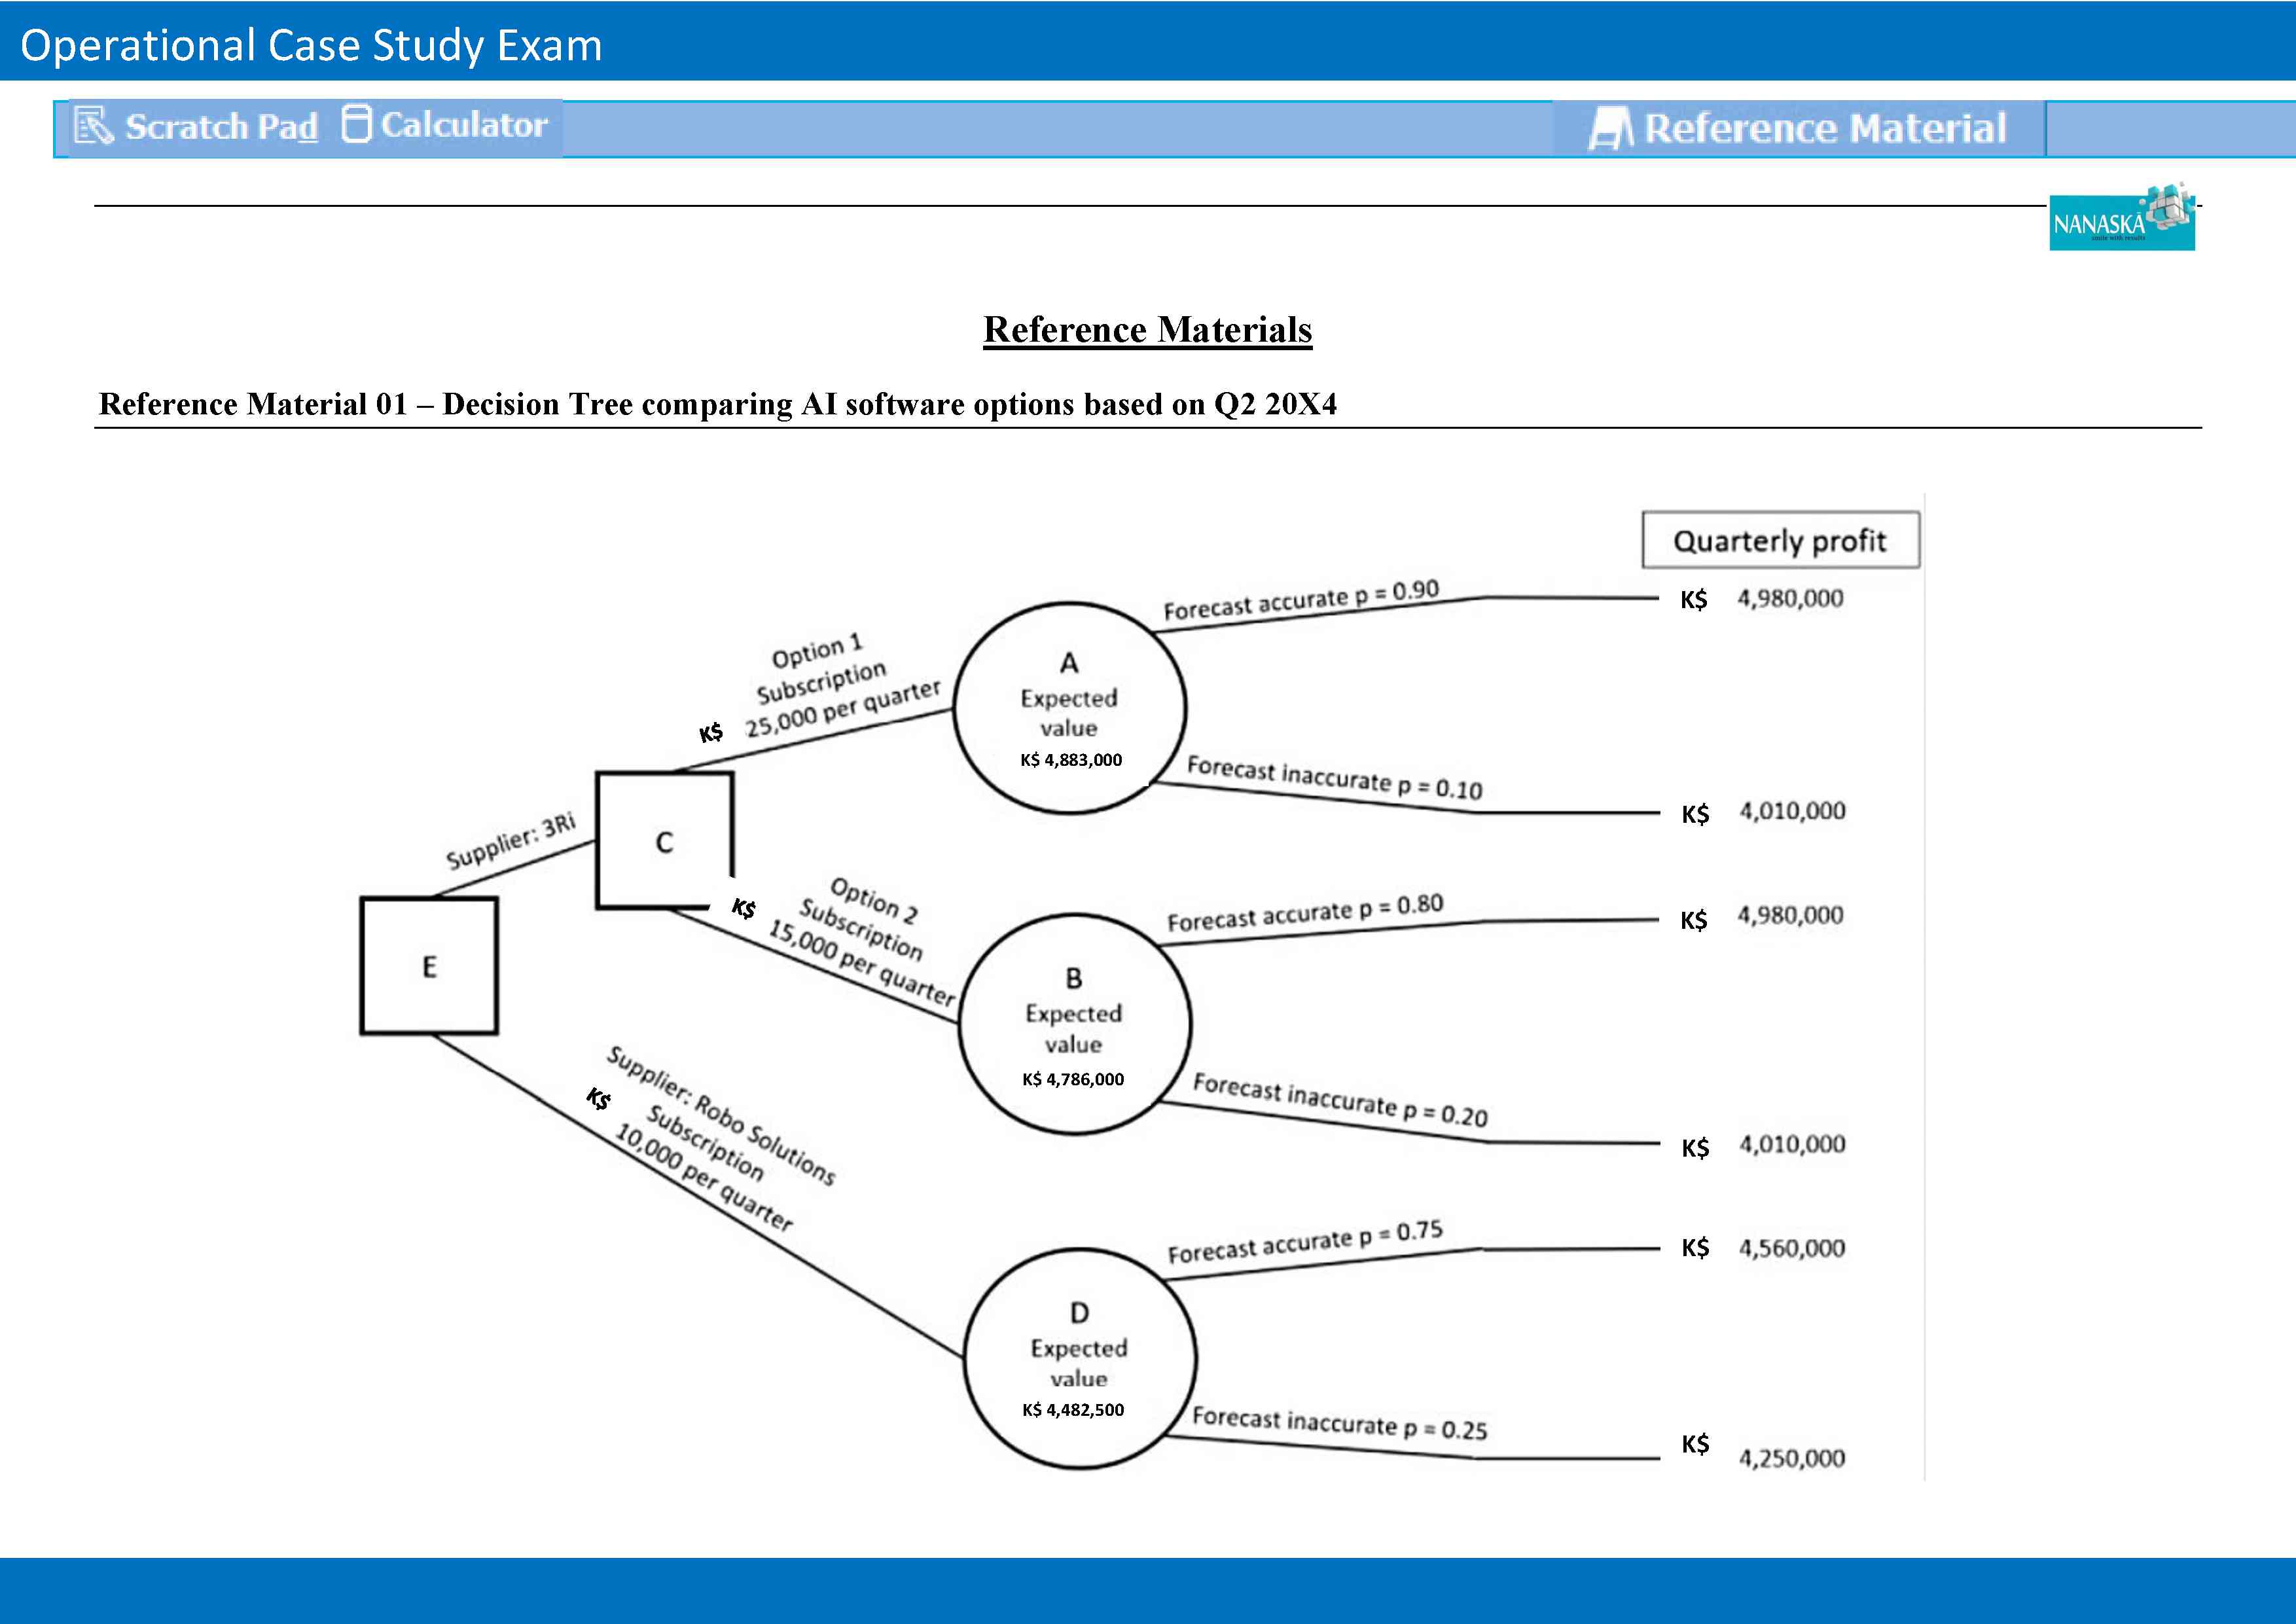 Operational Case Study Exam
Scratch Pad Calculator
Reference Material
NANASKA
smile with results
Reference Materials
Reference Material 01 – Decision Tree comparing AI software options based on Q2 20X4
Quarterly profit
Forecast accurate p = 0.90
K$ 4,980,000
Option 1
Subscription
K$ 25,000 per quarter
A
Expected
value
K$ 4,883,000
Forecast inaccurate p = 0.10
K$ 4,010,000
Supplier: 3Ri
C
Option 2
Subscription
K$ 15,000 per quarter
Forecast accurate p = 0.80
K$ 4,980,000
E
B
Expected
value
K$ 4,786,000
Forecast inaccurate p = 0.20
K$ 4,010,000
Supplier: Robo Solutions
Subscription
K$ 10,000 per quarter
Forecast accurate p = 0.75
K$ 4,560,000
D
Expected
value
K$ 4,482,500
Forecast inaccurate p = 0.25
K$ 4,250,000